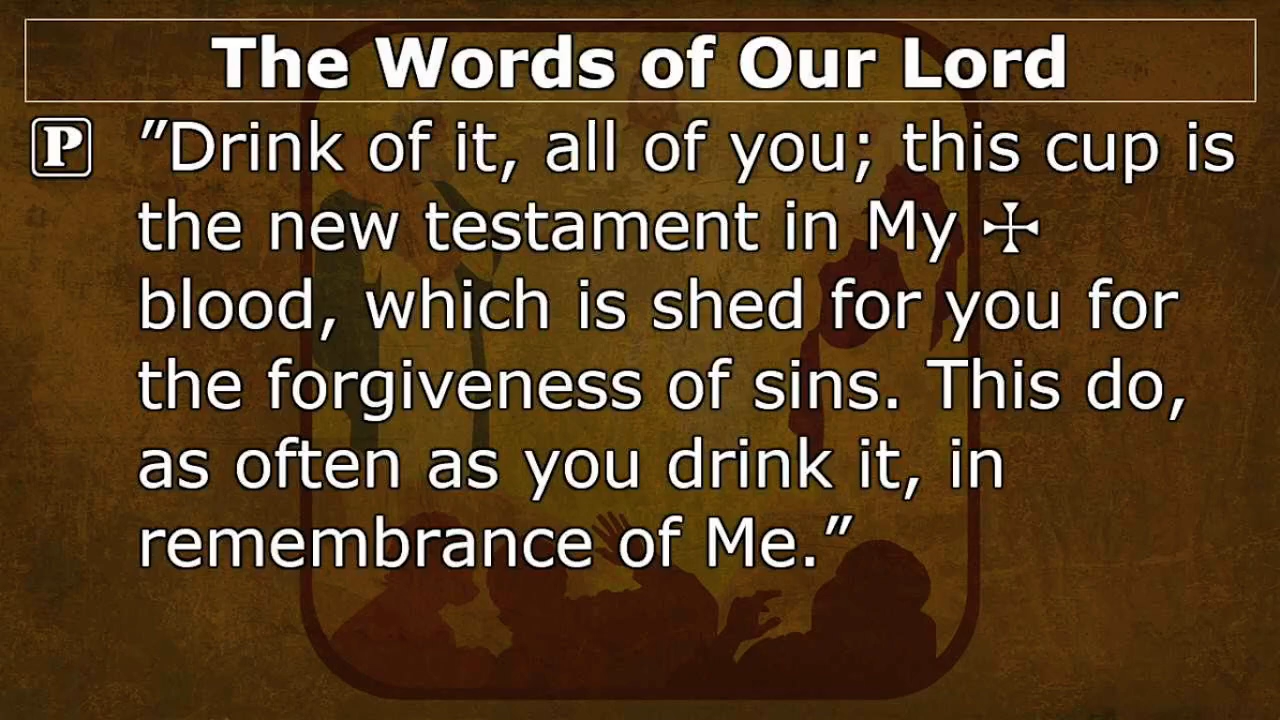 The Words of Our Lord
P ”Drink of it, all of you; this cup is
the new testament in My ☩
blood, which is shed for you for
the forgiveness of sins. This do,
as often as you drink it, in
remembrance of Me.”